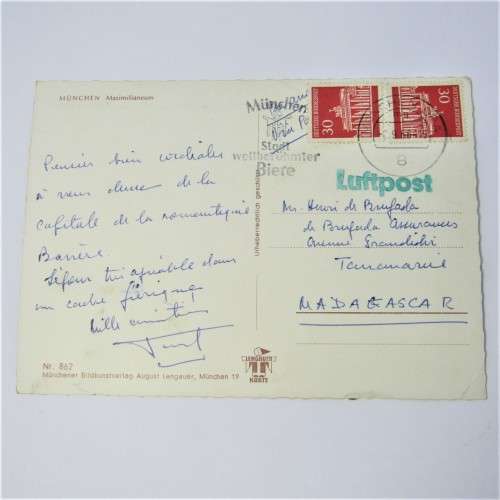 MÜNCHEN Maximilianeum
München
Stadt
weltberühmter
Biere
30
30
DEUTSCHE BUNDESPOST
DEUTSCHE BUNDESPOST
8
Luftpost
Pensées bien cordiales
à vous deux de la
capitale de la romantique
Bavière.
Séjour très agréable dans
un cadre féerique
Mille amitiés
Mr. Henri de Brugada
de Brugada Assurances
Avenue Grandidier
Tananarive
MADAGASCAR
Urheberrechtlich geschützt
Nr. 862
Münchener Bildkunstverlag August Lengauer, München 19
LENGAUER
KARTE